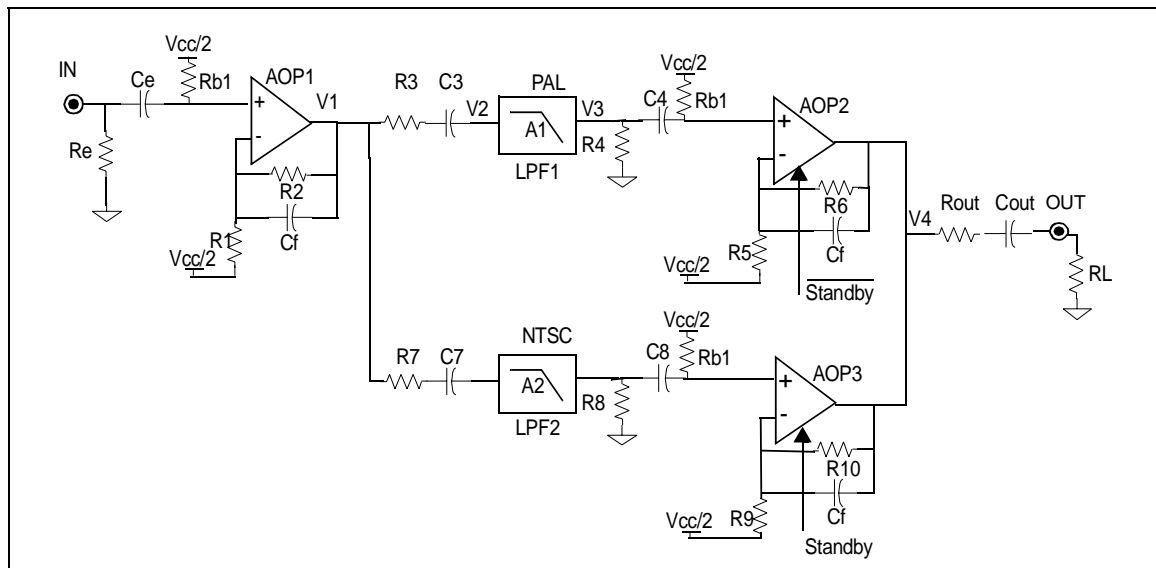 IN
Ce
Vcc/2
Rb1
AOP1
+
-
V1
Re
R2
Cf
R1
Vcc/2
R3
C3
V2
PAL
A1
LPF1
V3
R4
C4
Vcc/2
Rb1
AOP2
+
-
R6
Cf
R5
Vcc/2
Standby
V4
Rout
Cout
OUT
RL
R7
C7
NTSC
A2
LPF2
R8
C8
Vcc/2
Rb1
AOP3
+
-
R10
Cf
R9
Vcc/2
Standby